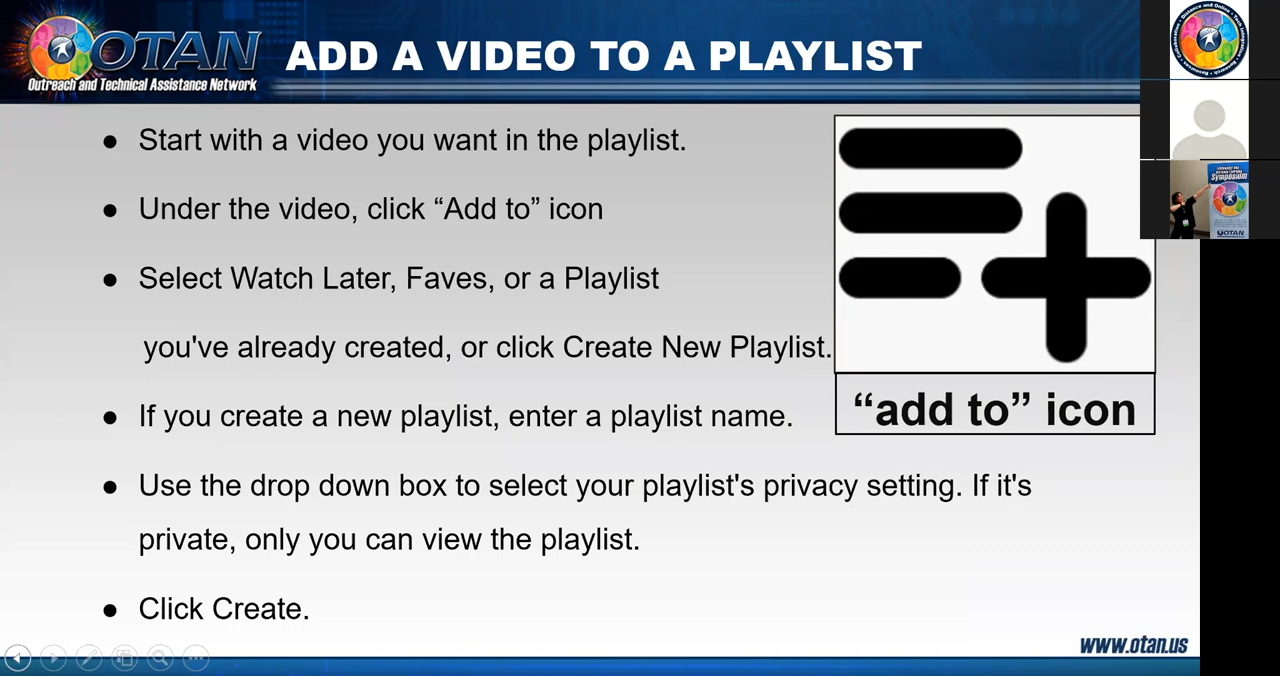 OTAN
Outreach and Technical Assistance Network
ADD A VIDEO TO A PLAYLIST
● Start with a video you want in the playlist.
● Under the video, click “Add to” icon
● Select Watch Later, Faves, or a Playlist
you've already created, or click Create New Playlist.
● If you create a new playlist, enter a playlist name.
● Use the drop down box to select your playlist's privacy setting. If it's
private, only you can view the playlist.
● Click Create.
“add to” icon
Symposium
OTAN
www.otan.us